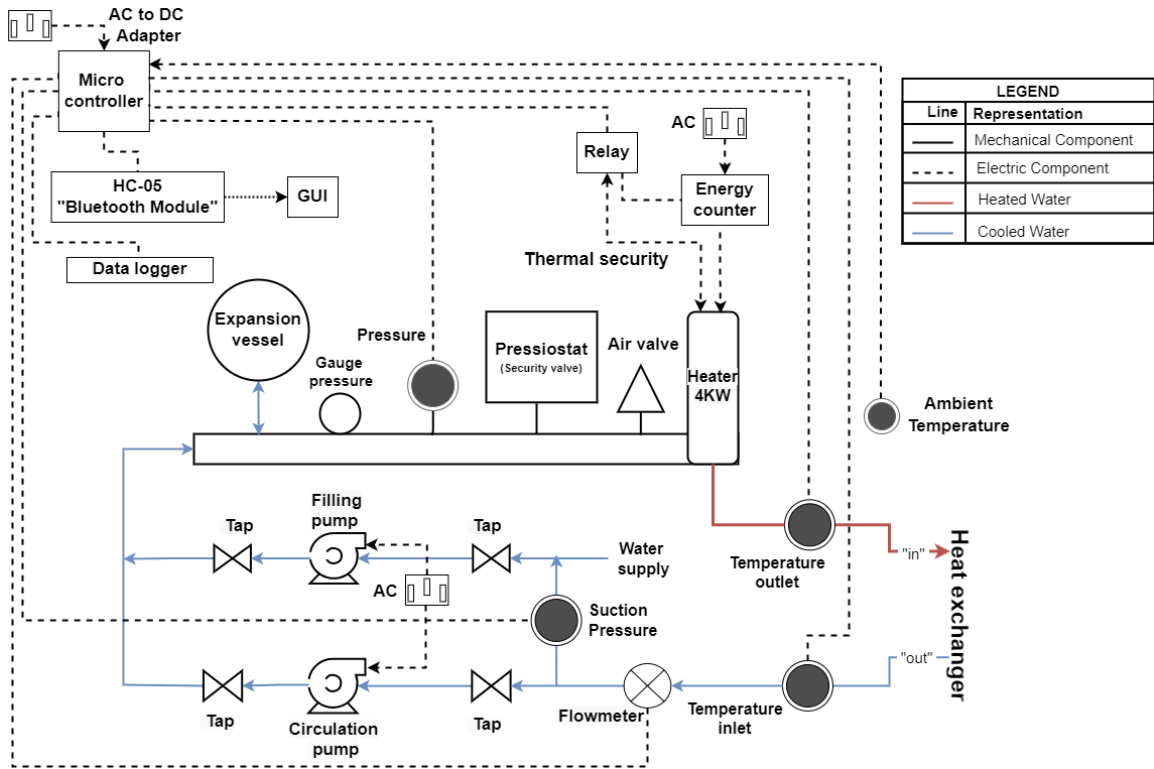 AC to DC
Adapter
Micro
controller
HC-05
"Bluetooth Module"
GUI
Data logger
Relay
AC
Energy
counter
Thermal security
LEGEND
Line Representation
Mechanical Component
Electric Component
Heated Water
Cooled Water
Expansion
vessel
Gauge
pressure
Pressure
Pressiostat
(Security valve)
Air valve
Heater
4KW
Ambient
Temperature
Tap
Filling
pump
Tap
Water
supply
AC
Suction
Pressure
Temperature
outlet
"in"
Heat exchanger
"out"
Tap
Circulation
pump
Tap
Flowmeter
Temperature
inlet